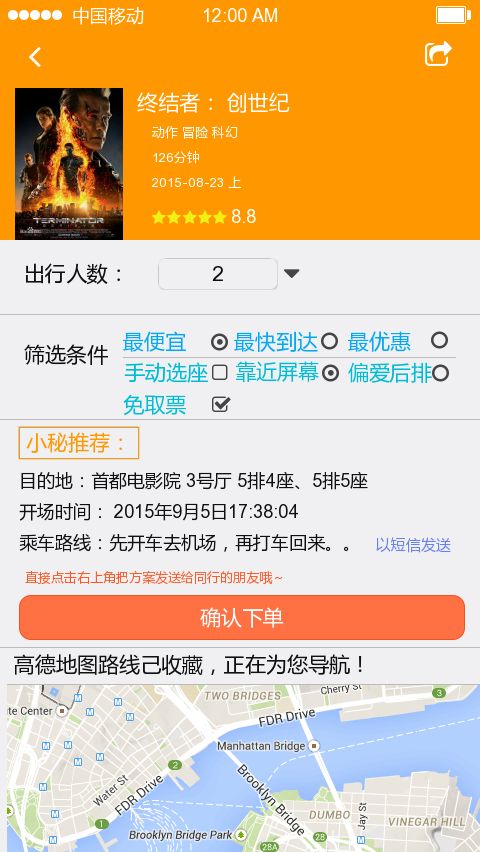 中国移动 12:00 AM
终结者： 创世纪
动作 冒险 科幻
126分钟
2015-08-23 上
8.8
TERMINATOR
出行人数： 2
筛选条件
最便宜 最快到达 最优惠
手动选座 靠近屏幕 偏爱后排
免取票
小秘推荐：
目的地：首都电影院 3号厅 5排4座、5排5座
开场时间： 2015年9月5日17:38:04
乘车路线：先开车去机场，再打车回来。。 以短信发送
直接点击右上角把方案发送给同行的朋友哦～
确认下单
高德地图路线己收藏，正在为您导航！
TWO BRIDGES
Cherry St
3
te Center
FDR Drive
Manhattan Bridge
2
Water St
FDR Drive
Brooklyn Bridge
DUMBO
Jay St
VINEGAR HILL
1
Brooklyn Bridge Park
28
28